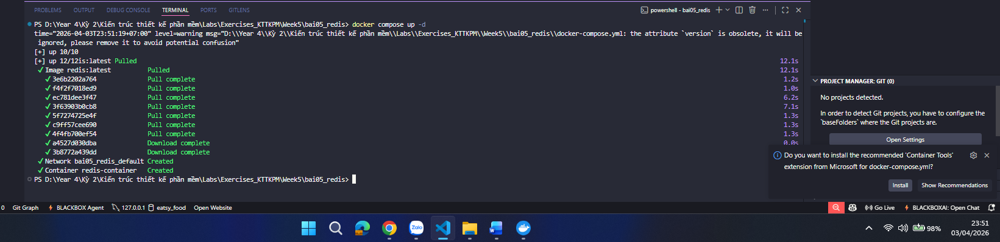 PROBLEMS OUTPUT DEBUG CONSOLE TERMINAL PORTS GITLENS
powershell - bai05_redis
PS D:\Year 4\Kỳ 2\Kiến trúc thiết kế phần mềm\Labs\Exercises_KTTKPM\Week5\bai05_redis> docker compose up -d
time="2026-04-03T23:51:19+07:00" level=warning msg="D:\\Year 4\\Kỳ 2\\Kiến trúc thiết kế phần mềm\\Labs\\Exercises_KTTKPM\\Week5\\bai05_redis\\docker-compose.yml: the attribute `version` is obsolete, it will be
ignored, please remove it to avoid potential confusion"
[+] up 10/10
[+] up 12/12is:latest Pulled 12.1s
✔ Image redis:latest Pulled 12.1s
✔ 3e6b2202a764 Pull complete 1.2s
✔ f4f2f7018ed9 Pull complete 1.0s
✔ ec781dee3f47 Pull complete 6.2s
✔ 3f63903b0cb8 Pull complete 7.1s
✔ 5f7274725e4f Pull complete 1.3s
✔ c9ff57cee690 Pull complete 1.3s
✔ 4f4fb700ef54 Pull complete 1.3s
✔ a4527d030dba Download complete 0.0s
✔ 3b8772a439dd Download complete
✔ Network bai05_redis_default Created
✔ Container redis-container Created
PS D:\Year 4\Kỳ 2\Kiến trúc thiết kế phần mềm\Labs\Exercises_KTTKPM\Week5\bai05_redis>
PROJECT MANAGER: GIT (0)
No projects detected.
In order to detect Git projects, you have to configure the
`baseFolders` where the Git projects are.
Open Settings
Do you want to install the recommended 'Container Tools'
extension from Microsoft for docker-compose.yml?
Install Show Recommendations
0 Git Graph BLACKBOX Agent 127.0.0.1 eatsy_food Open Website
Go Live BLACKBOXAI: Open Chat
Zalo
W
98%
23:51
03/04/2026